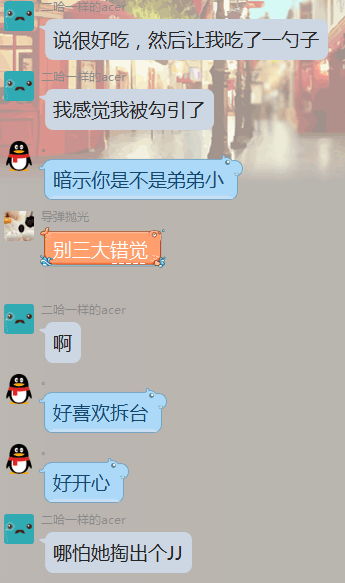 二哈一样的acer
说很好吃，然后让我吃了一勺子
二哈一样的acer
我感觉我被勾引了
暗示你是不是弟弟小
导弹抛光
别三大错觉
二哈一样的acer
啊
好喜欢拆台
好开心
二哈一样的acer
哪怕她掏出个JJ